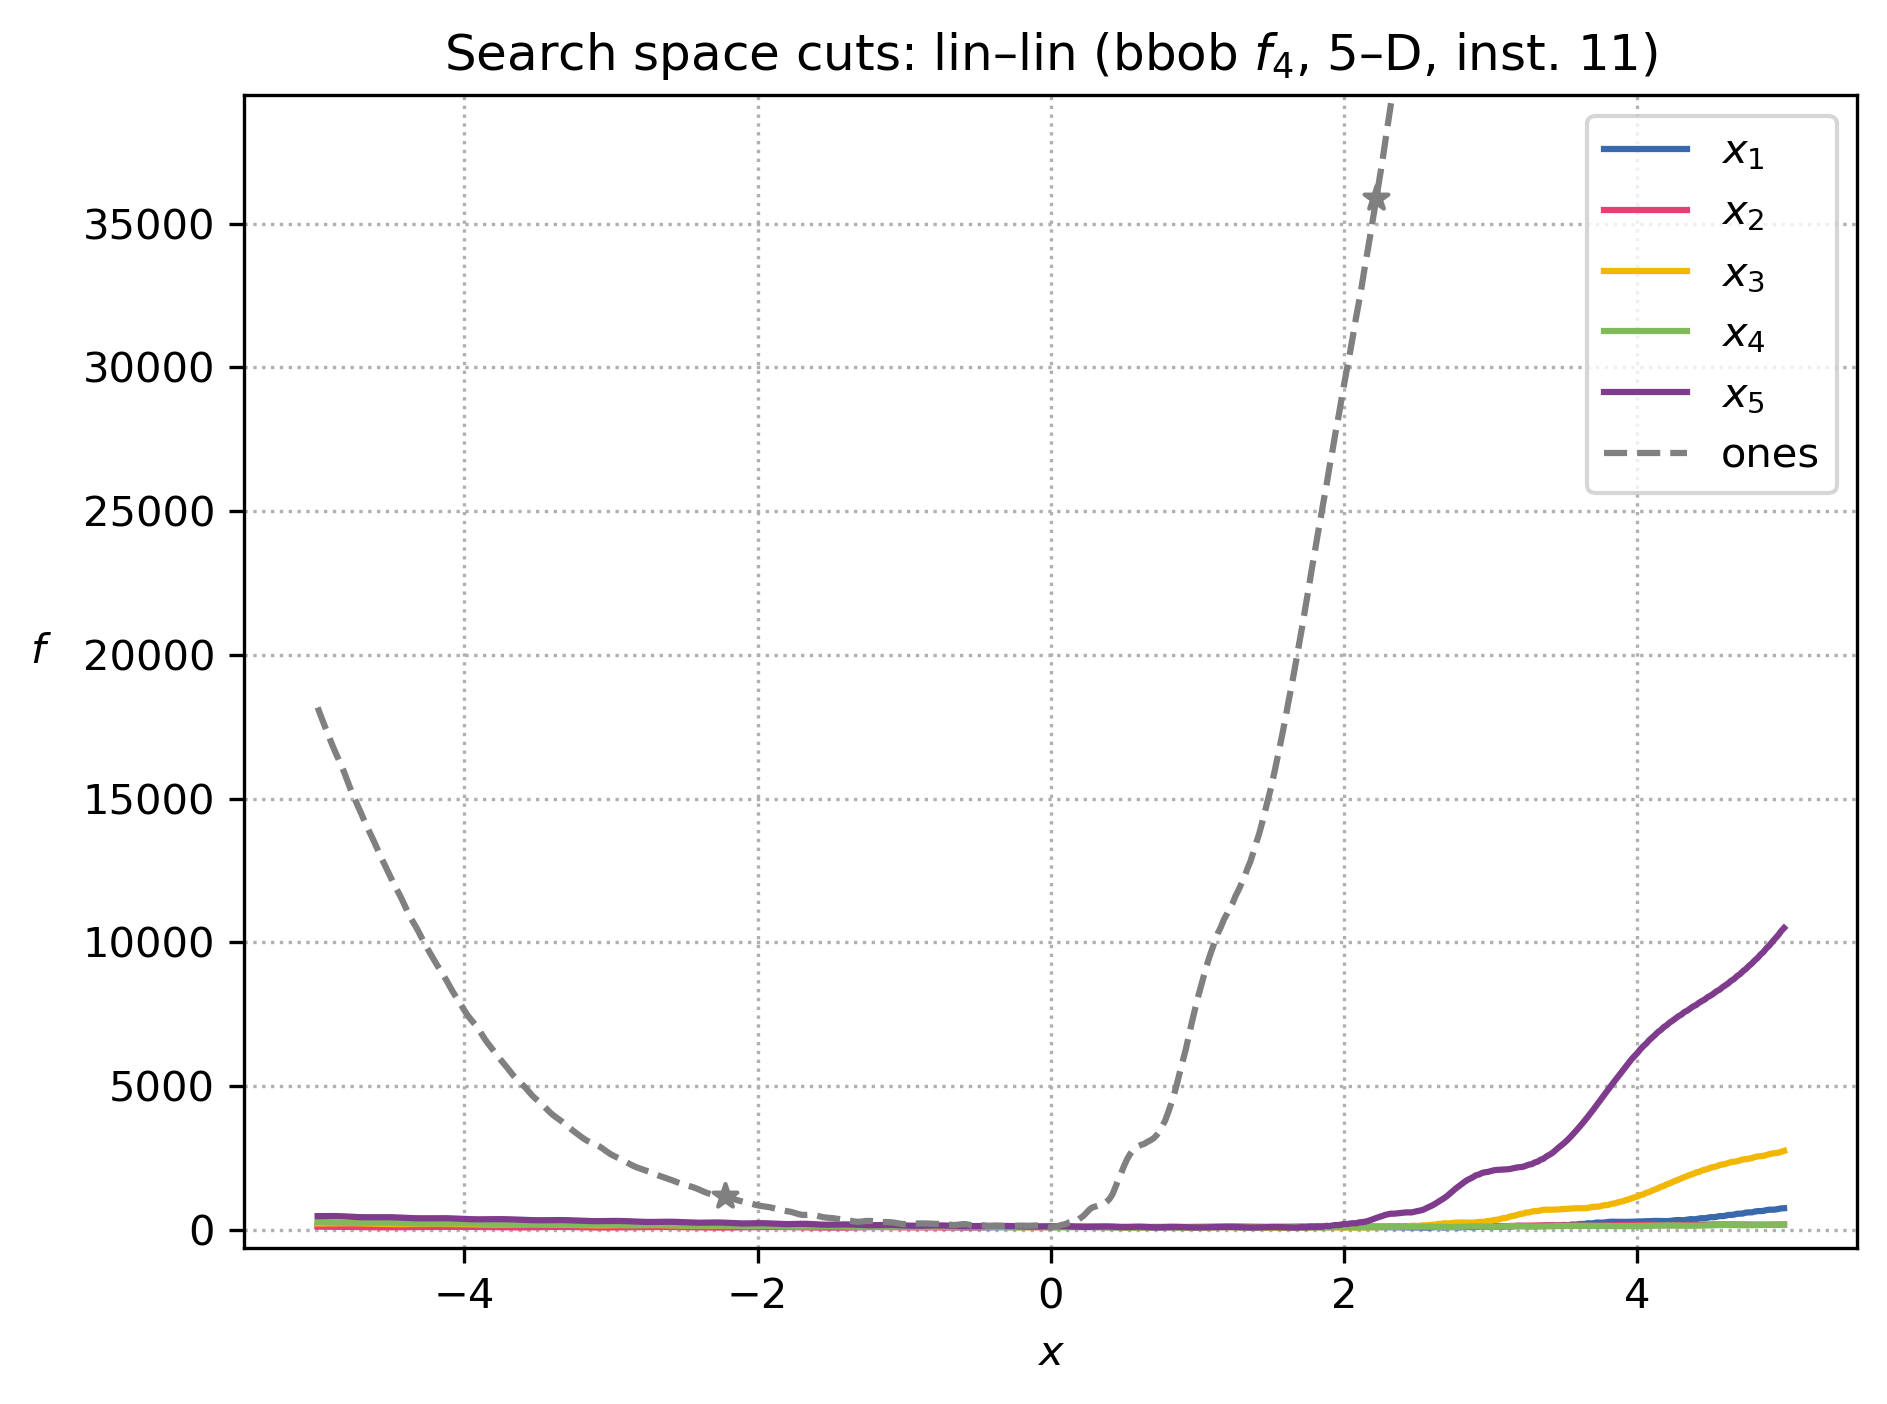 Search space cuts: lin–lin (bbob f₄, 5–D, inst. 11)
f
35000
30000
25000
20000
15000
10000
5000
0
−4
−2
0
2
4
x
x₁
x₂
x₃
x₄
x₅
ones